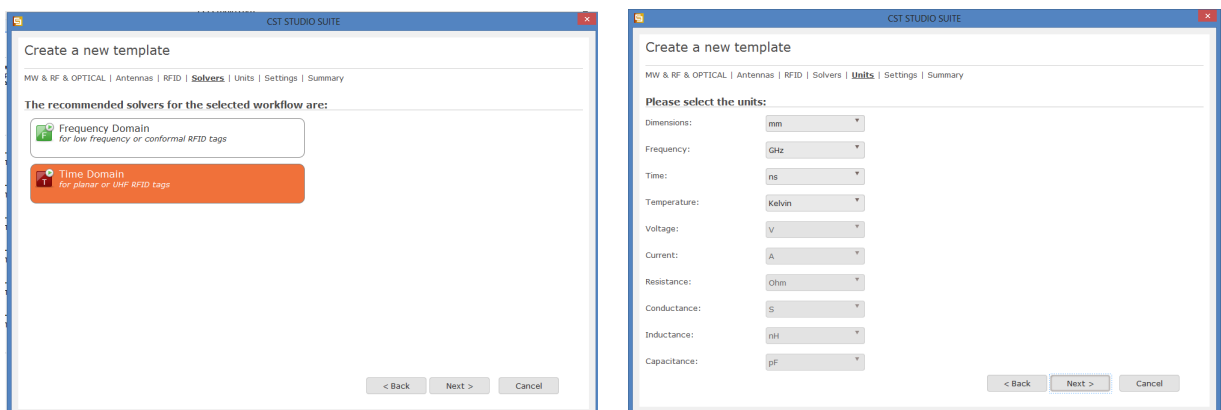 CST STUDIO SUITE
Create a new template
MW & RF & OPTICAL | Antennas | RFID | Solvers | Units | Settings | Summary
The recommended solvers for the selected workflow are:
F
Frequency Domain
for low frequency or conformal RFID tags
T
Time Domain
for planar or UHF RFID tags
< Back Next > Cancel
CST STUDIO SUITE
Create a new template
MW & RF & OPTICAL | Antennas | RFID | Solvers | Units | Settings | Summary
Please select the units:
Dimensions: mm
Frequency: GHz
Time: ns
Temperature: Kelvin
Voltage: V
Current: A
Resistance: Ohm
Conductance: S
Inductance: nH
Capacitance: pF
< Back Next > Cancel